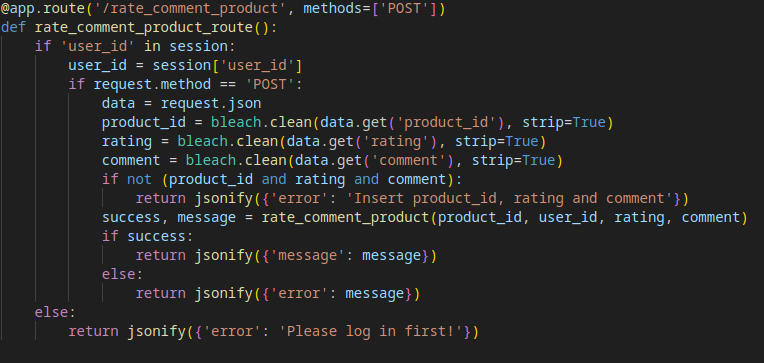 @app.route('/rate_comment_product', methods=['POST'])
def rate_comment_product_route():
    if 'user_id' in session:
        user_id = session['user_id']
        if request.method == 'POST':
            data = request.json
            product_id = bleach.clean(data.get('product_id'), strip=True)
            rating = bleach.clean(data.get('rating'), strip=True)
            comment = bleach.clean(data.get('comment'), strip=True)
            if not (product_id and rating and comment):
                return jsonify({'error': 'Insert product_id, rating and comment'})
            success, message = rate_comment_product(product_id, user_id, rating, comment)
            if success:
                return jsonify({'message': message})
            else:
                return jsonify({'error': message})
    else:
        return jsonify({'error': 'Please log in first!'})